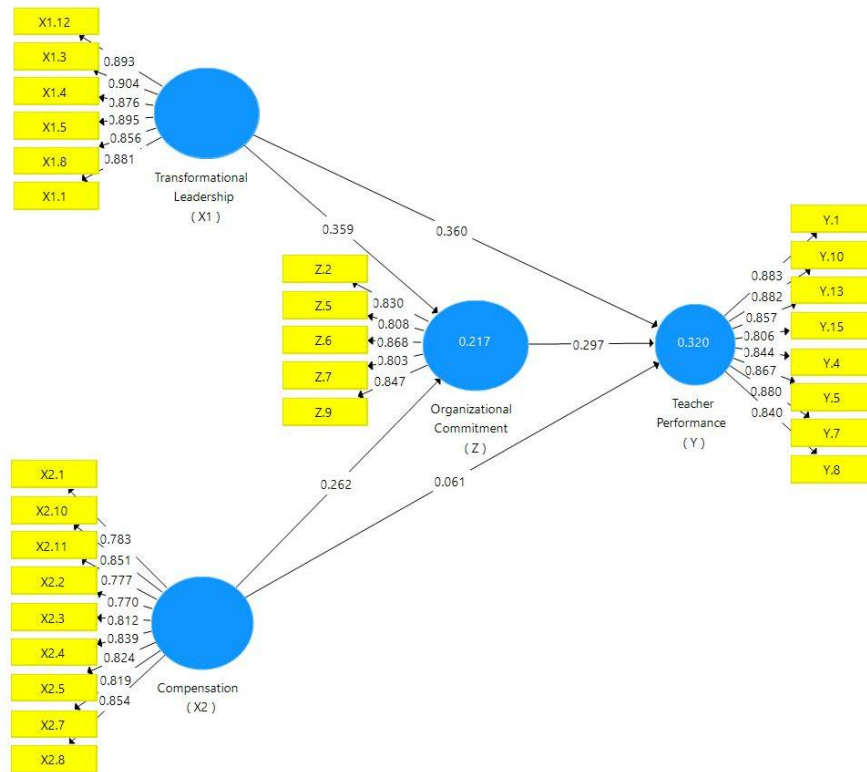 X1.12
X1.3
X1.4
X1.5
X1.8
X1.1
0.893
0.904
0.876
0.895
0.856
0.881
Transformational
Leadership
( X1 )
0.359
0.360
Z.2
Z.5
Z.6
Z.7
Z.9
0.830
0.808
0.868
0.803
0.847
0.217
Organizational
Commitment
( Z )
0.297
0.320
Teacher
Performance
( Y )
0.883
0.882
0.857
0.806
0.844
0.867
0.880
0.840
Y.1
Y.10
Y.13
Y.15
Y.4
Y.5
Y.7
Y.8
0.262
0.061
X2.1
X2.10
X2.11
X2.2
X2.3
X2.4
X2.5
X2.7
X2.8
0.783
0.851
0.777
0.770
0.812
0.839
0.824
0.819
0.854
Compensation
( X2 )